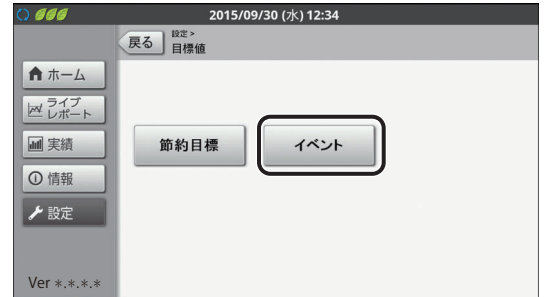 2015/09/30 (水) 12:34
戻る
設定 >
目標値
ホーム
ライブ
レポート
実績
情報
設定
節約目標
イベント
Ver *.*.*.*